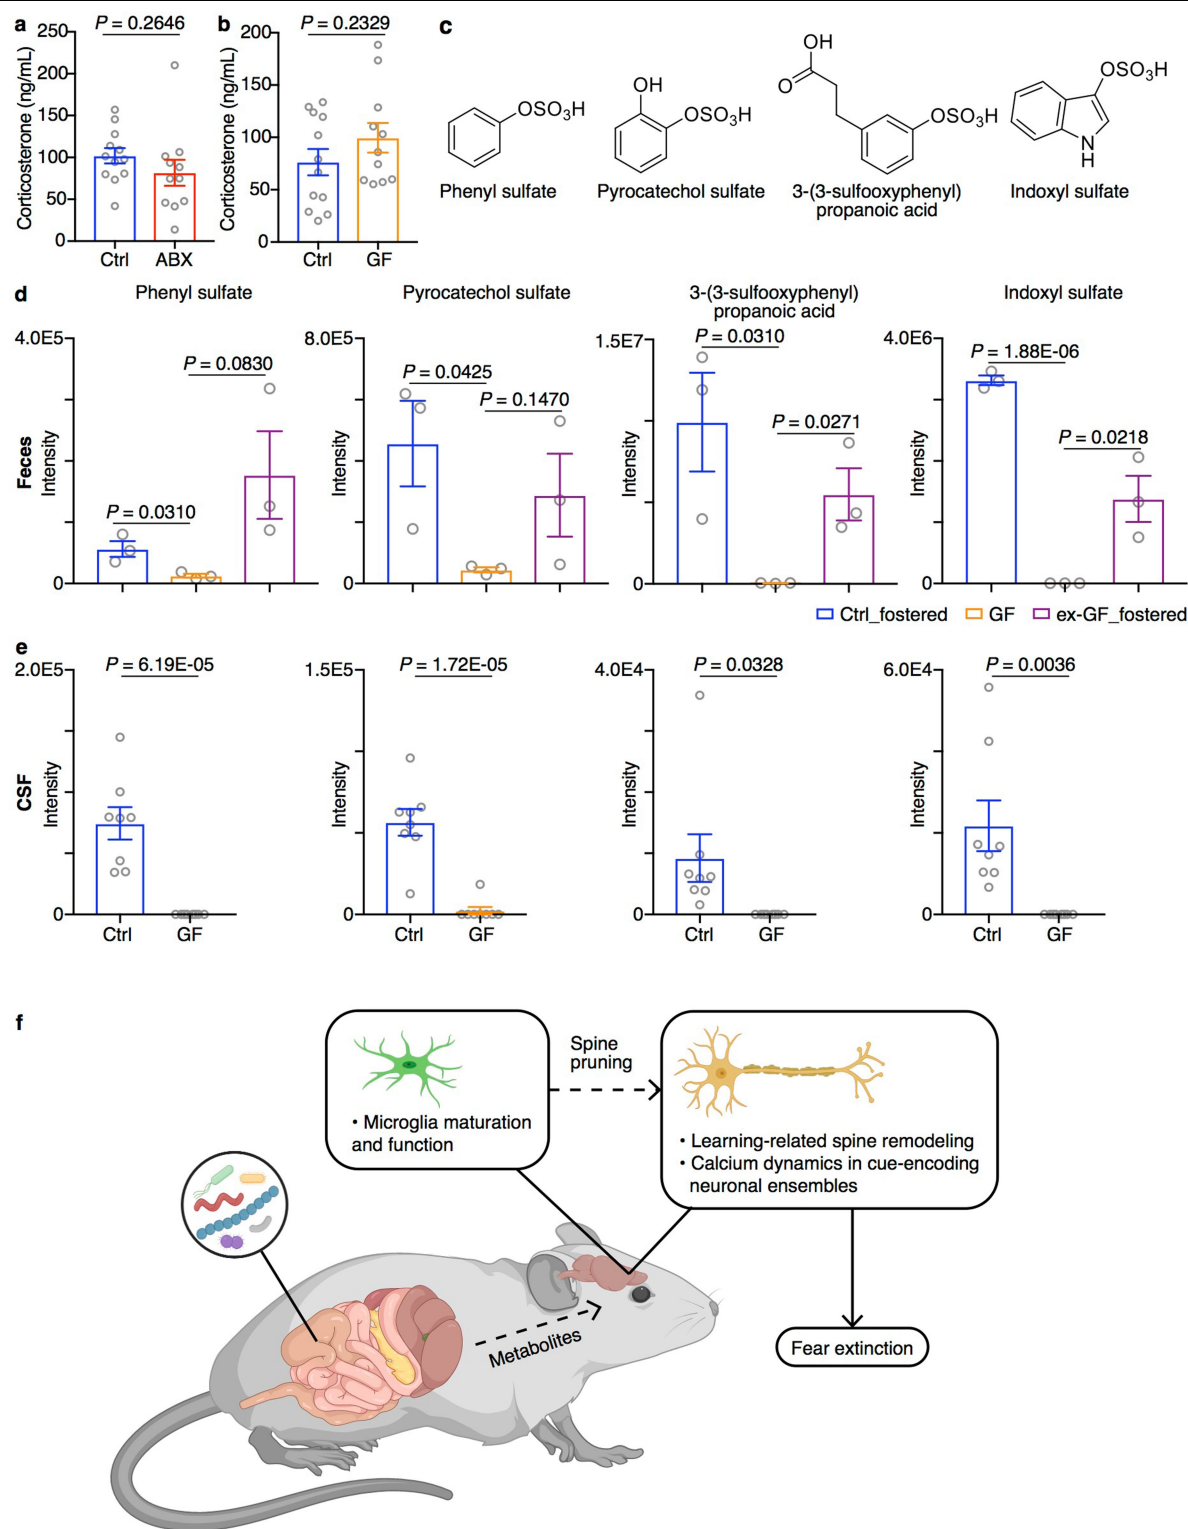 a
P = 0.2646
Corticosterone (ng/mL)
250
200
150
100
50
0
Ctrl
ABX
b
P = 0.2329
Corticosterone (ng/mL)
200
150
100
50
0
Ctrl
GF
c
OSO3H
Phenyl sulfate
OH
OSO3H
Pyrocatechol sulfate
OH
O
OSO3H
3-(3-sulfooxyphenyl)
propanoic acid
OSO3H
N
H
Indoxyl sulfate
d
Feces
Phenyl sulfate
4.0E5
Intensity
0
P = 0.0310
P = 0.0830
Pyrocatechol sulfate
8.0E5
Intensity
0
P = 0.0425
P = 0.1470
3-(3-sulfooxyphenyl)
propanoic acid
1.5E7
Intensity
0
P = 0.0310
P = 0.0271
Indoxyl sulfate
4.0E6
Intensity
0
P = 1.88E-06
P = 0.0218
Ctrl_fostered
GF
ex-GF_fostered
e
CSF
2.0E5
Intensity
0
P = 6.19E-05
Ctrl
GF
1.5E5
Intensity
0
P = 1.72E-05
Ctrl
GF
4.0E4
Intensity
0
P = 0.0328
Ctrl
GF
6.0E4
Intensity
0
P = 0.0036
Ctrl
GF
f
• Microglia maturation
and function
Spine
pruning
• Learning-related spine remodeling
• Calcium dynamics in cue-encoding
neuronal ensembles
Metabolites
Fear extinction